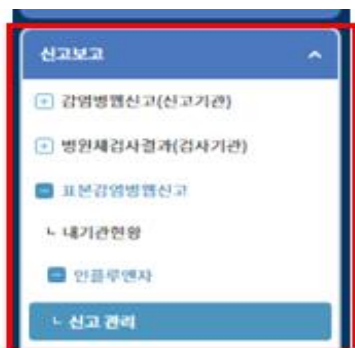 신고보고
감염병웹신고(신고기관)
병원체검사결과(검사기관)
표본감염병웹신고
ㄴ 내기관현황
인플루엔자
ㄴ 신고 관리